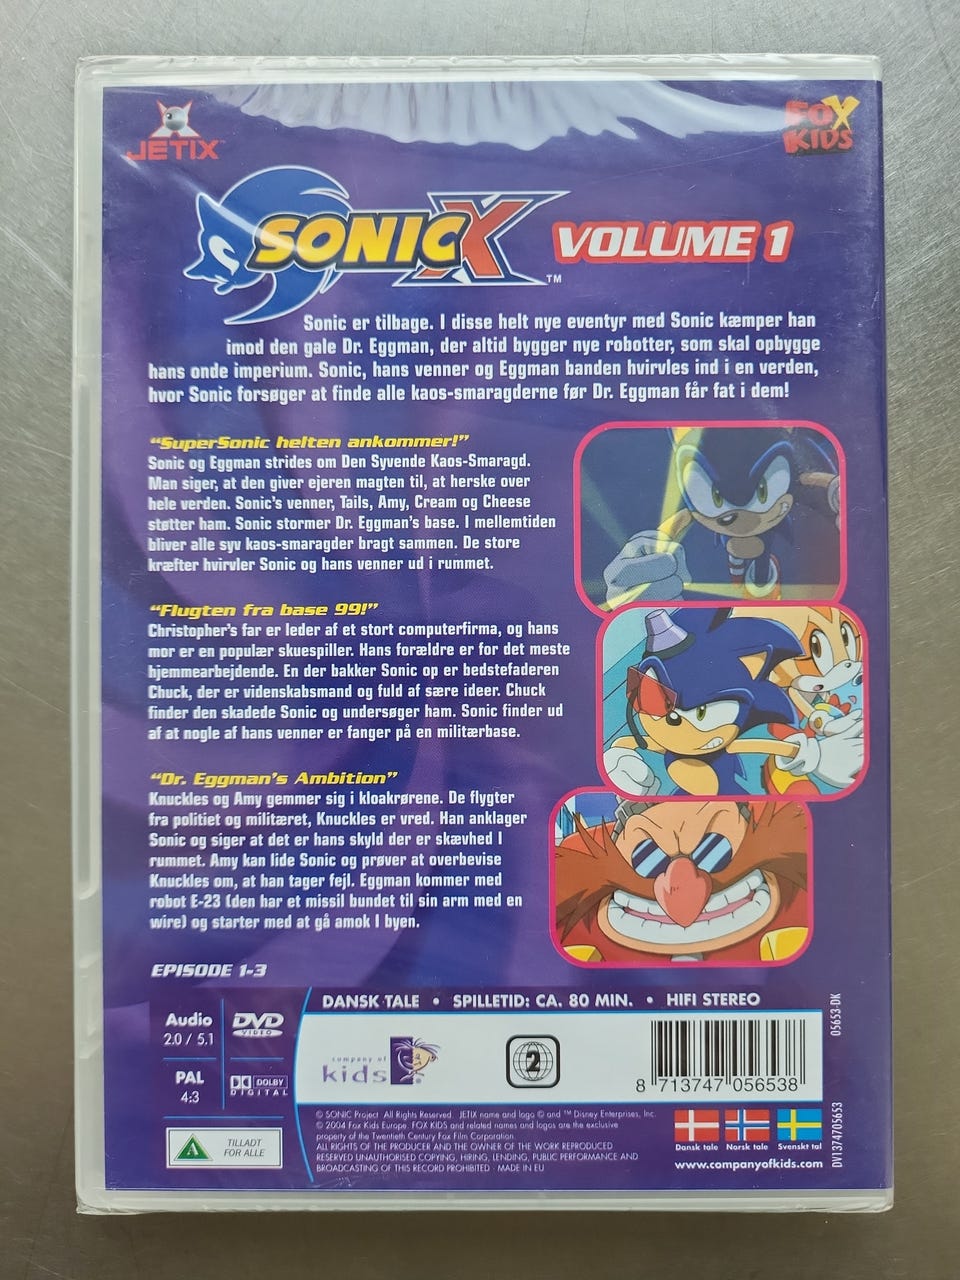 JETIX™
FOX KIDS
SONIC X™ VOLUME 1
Sonic er tilbage. I disse helt nye eventyr med Sonic kæmper han
imod den gale Dr. Eggman, der altid bygger nye robotter, som skal opbygge
hans onde imperium. Sonic, hans venner og Eggman banden hvirvles ind i en verden,
hvor Sonic forsøger at finde alle kaos-smaragderne før Dr. Eggman får fat i dem!
“SuperSonic helten ankommer!”
Sonic og Eggman strides om Den Syvende Kaos-Smaragd.
Man siger, at den giver ejeren magten til, at herske over
hele verden. Sonic's venner, Tails, Amy, Cream og Cheese
støtter ham. Sonic stormer Dr. Eggman's base. I mellemtiden
bliver alle syv kaos-smaragder bragt sammen. De store
kræfter hvirvler Sonic og hans venner ud i rummet.
“Flugten fra base 99!”
Christopher's far er leder af et stort computerfirma, og hans
mor er en populær skuespiller. Hans forældre er for det meste
hjemmearbejdende. En der bakker Sonic op er bedstefaderen
Chuck, der er videnskabsmand og fuld af sære ideer. Chuck
finder den skadede Sonic og undersøger ham. Sonic finder ud
af at nogle af hans venner er fanger på en militærbase.
“Dr. Eggman's Ambition”
Knuckles og Amy gemmer sig i kloakrørene. De flygter
fra politiet og militæret, Knuckles er vred. Han anklager
Sonic og siger at det er hans skyld der er skævhed I
rummet. Amy kan lide Sonic og prøver at overbevise
Knuckles om, at han tager fejl. Eggman kommer med
robot E-23 (den har et missil bundet til sin arm med en
wire) og starter med at gå amok I byen.
EPISODE 1-3
DANSK TALE • SPILLETID: CA. 80 MIN. • HIFI STEREO
Audio
2.0 / 5.1
DVD
VIDEO
PAL
4:3
DOLBY
DIGITAL
TILLADT
FOR ALLE
company of
kids
2
8 713747 056538
05653-DK
DV1374705653
© SONIC Project. All Rights Reserved. JETIX name and logo © and ™ Disney Enterprises, Inc.
© 2004 Fox Kids Europe. FOX KIDS and related names and logos are the exclusive
property of the Twentieth Century Fox Film Corporation.
ALL RIGHTS OF THE PRODUCER AND THE OWNER OF THE WORK REPRODUCED
RESERVED UNAUTHORISED COPYING, HIRING, LENDING, PUBLIC PERFORMANCE AND
BROADCASTING OF THIS RECORD PROHIBITED · MADE IN EU
Dansk tale Norsk tale Svenskt tal
www.companyofkids.com